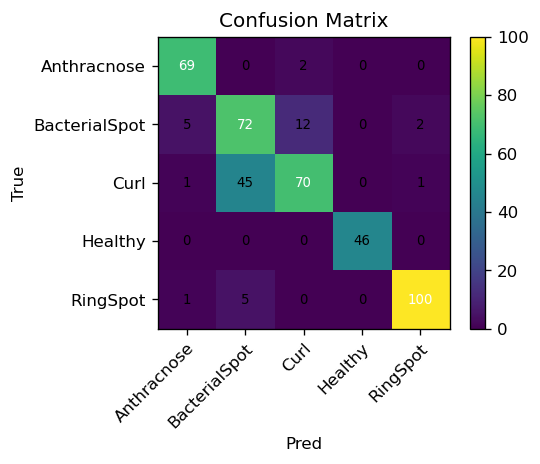 Confusion Matrix
True
Anthracnose 69 0 2 0 0
BacterialSpot 5 72 12 0 2
Curl 1 45 70 0 1
Healthy 0 0 0 46 0
RingSpot 1 5 0 0 100
Anthracnose BacterialSpot Curl Healthy RingSpot
Pred
100
80
60
40
20
0